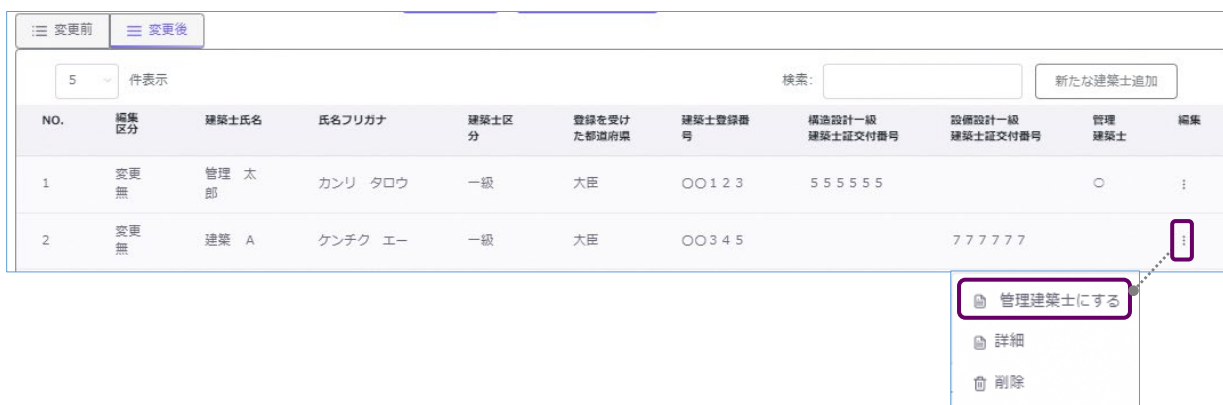 変更前 変更後
5 件表示 検索: 新たな建築士追加
NO. 編集区分 建築士氏名 氏名フリガナ 建築士区分 登録を受けた都道府県 建築士登録番号 構造設計一級建築士証交付番号 設備設計一級建築士証交付番号 管理建築士 編集
1 変更無 管理 太郎 カンリ タロウ 一級 大臣 〇〇１２３ ５５５５５５ ○
2 変更無 建築 A ケンチク エー 一級 大臣 〇〇３４５ ７７７７７７
管理建築士にする
詳細
削除